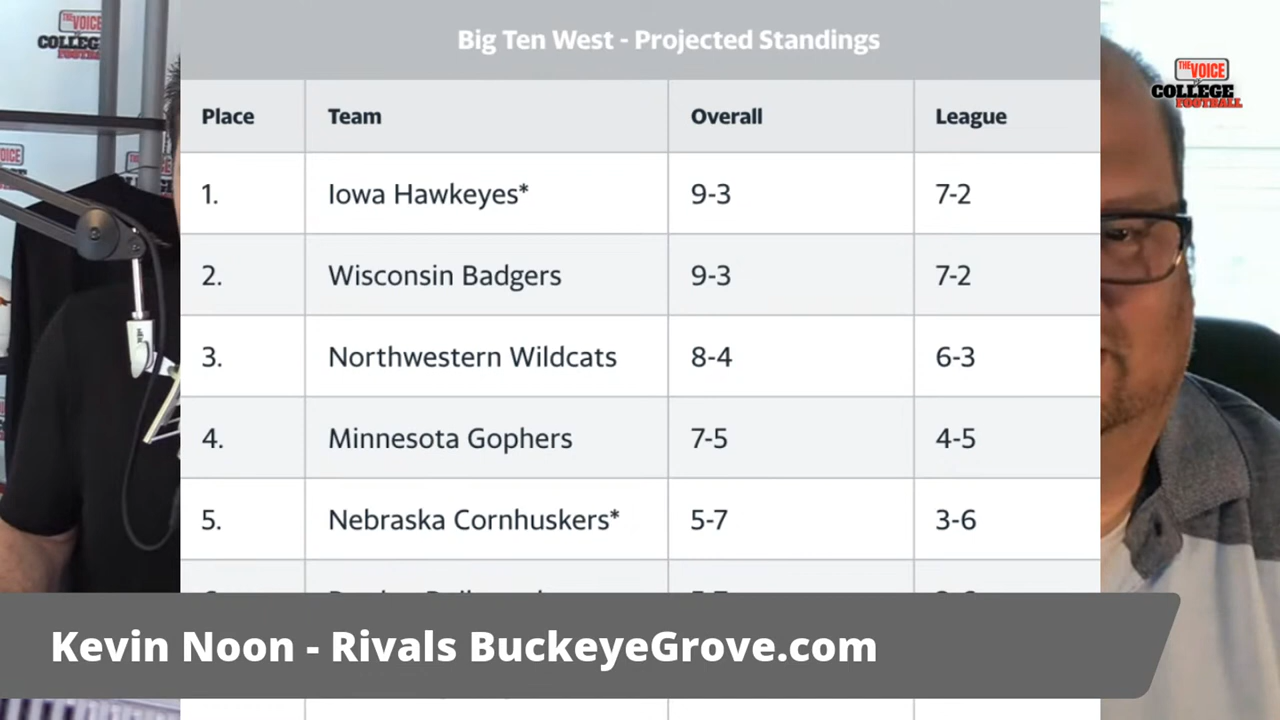 THE VOICE
COLLEGE
FOOTBALL
Big Ten West - Projected Standings
THE VOICE
OF
COLLEGE
FOOTBALL
Place Team Overall League
1. Iowa Hawkeyes* 9-3 7-2
2. Wisconsin Badgers 9-3 7-2
3. Northwestern Wildcats 8-4 6-3
4. Minnesota Gophers 7-5 4-5
5. Nebraska Cornhuskers* 5-7 3-6
Kevin Noon - Rivals BuckeyeGrove.com